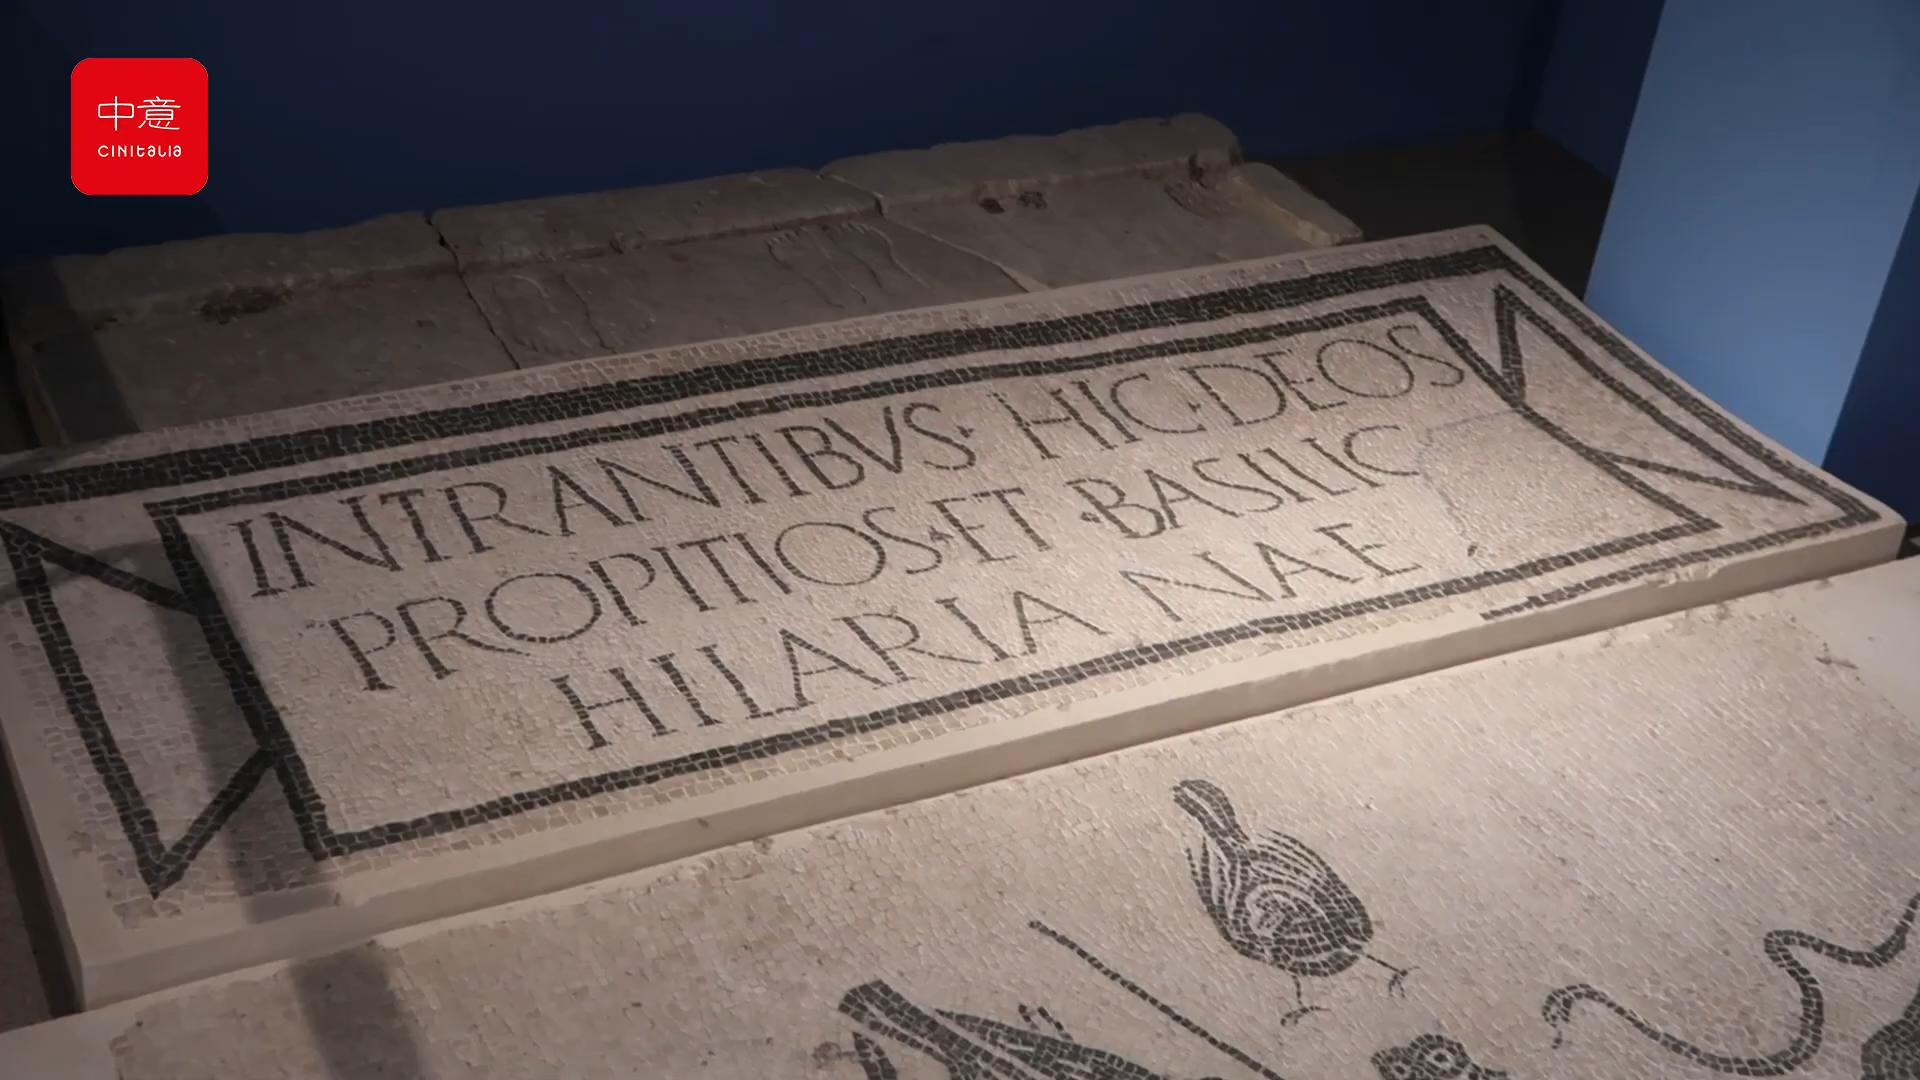 中意
CINITALIA
INTRANTIBVS · HIC · DEOS
PROPITIOS · ET · BASILIC
HILARIANAE